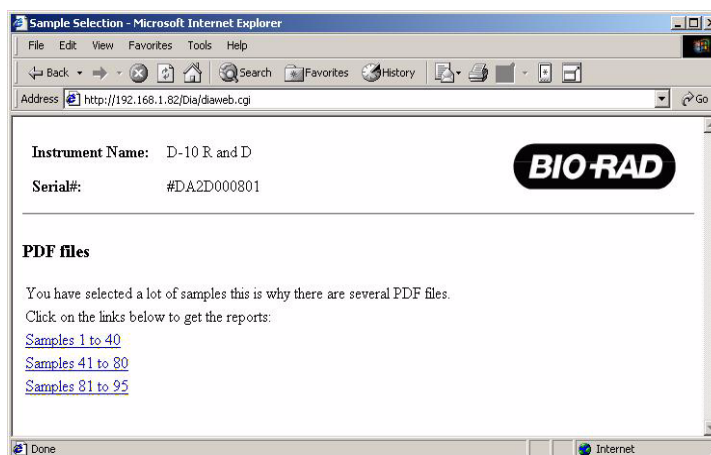 Sample Selection - Microsoft Internet Explorer
File Edit View Favorites Tools Help
Back Search Favorites History
Address http://192.168.1.82/Dia/diaweb.cgi Go
Instrument Name: D-10 R and D
BIO-RAD
Serial#: #DA2D000801
PDF files
You have selected a lot of samples this is why there are several PDF files.
Click on the links below to get the reports:
Samples 1 to 40
Samples 41 to 80
Samples 81 to 95
Done Internet